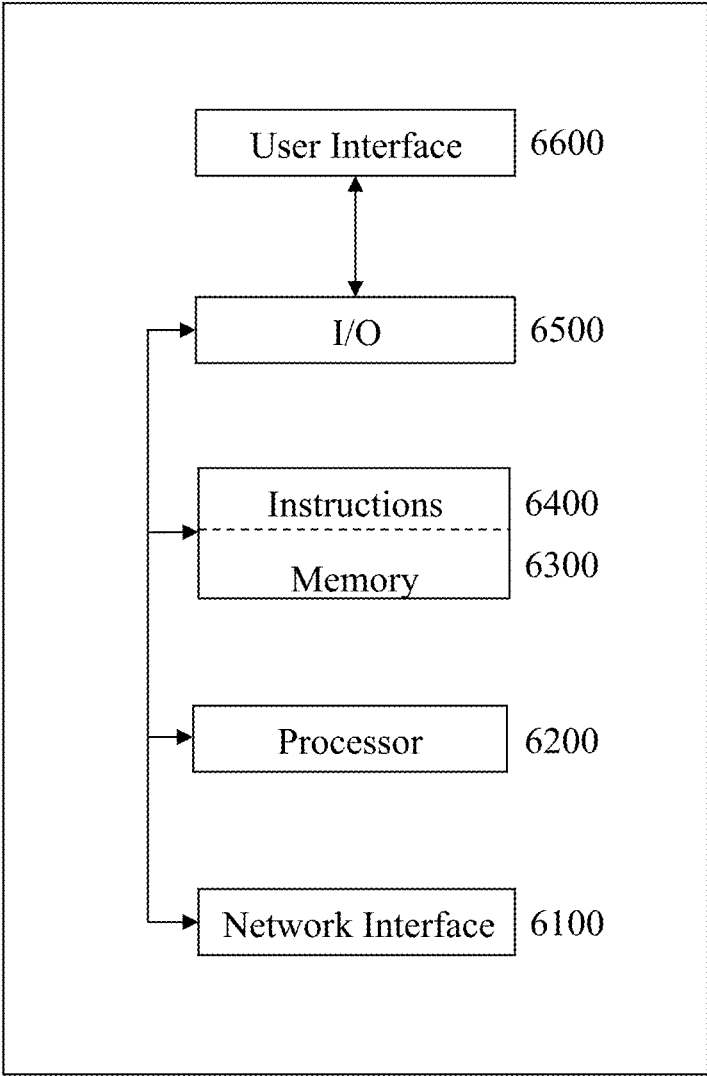 User Interface 6600
I/O 6500
Instructions 6400
Memory 6300
Processor 6200
Network Interface 6100